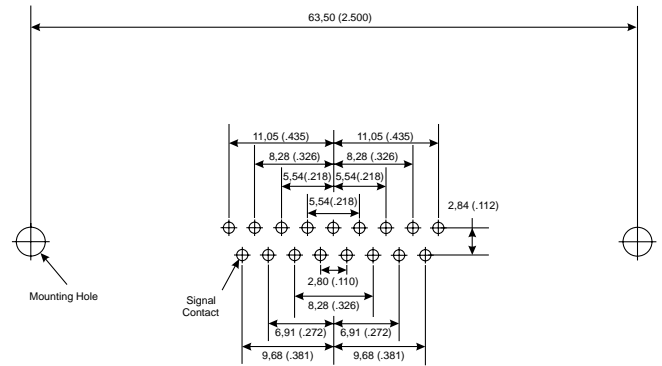 63,50 (2.500)
11,05 (.435) 11,05 (.435)
8,28 (.326) 8,28 (.326)
5,54(.218) 5,54(.218)
5,54(.218)
2,84 (.112)
Mounting Hole
Signal
Contact
2,80 (.110)
8,28 (.326)
6,91 (.272) 6,91 (.272)
9,68 (.381) 9,68 (.381)